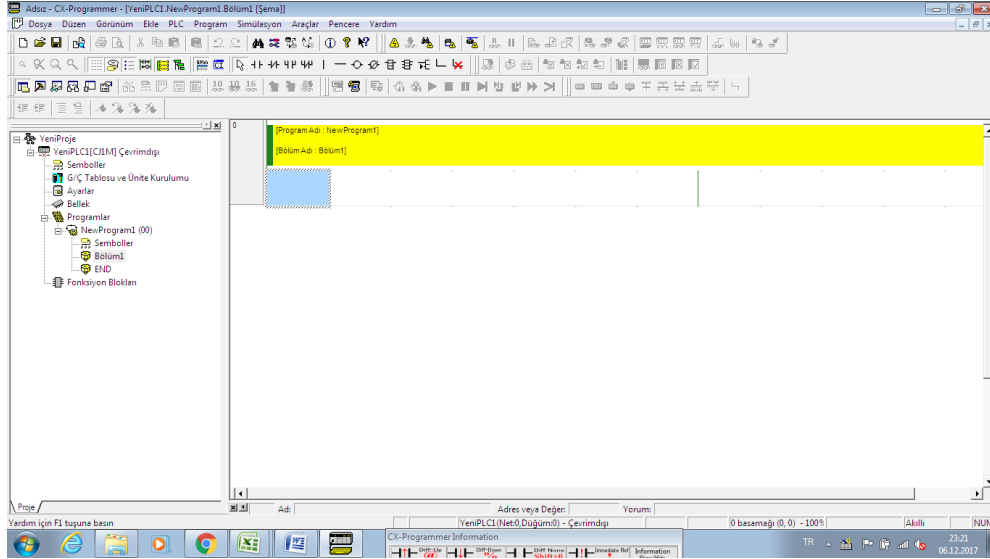 Adsız - CX-Programmer - [YeniPLC1.NewProgram1.Bölüm1 [Şema]]
Dosya Düzen Görünüm Ekle PLC Program Simülasyon Araçlar Pencere Yardım
10 16
0
[Program Adı : NewProgram1]
[Bölüm Adı : Bölüm1]
YeniProje
YeniPLC1[CJ1M] Çevrimdışı
Semboller
G/Ç Tablosu ve Ünite Kurulumu
Ayarlar
Bellek
Programlar
NewProgram1 (00)
Semboller
Bölüm1
END
Fonksiyon Blokları
Proje
Ad: Adres veya Değer: Yorum:
Yardım için F1 tuşuna basın YeniPLC1(Net:0,Düğüm:0) - Çevrimdışı 0 basamağı (0, 0) - 100% Akıllı NUM
CX-Programmer Information
Diff-Up (@) Diff-Down % Diff None Shift+0 Immediate Ref Information
TR
23:21
06.12.2017